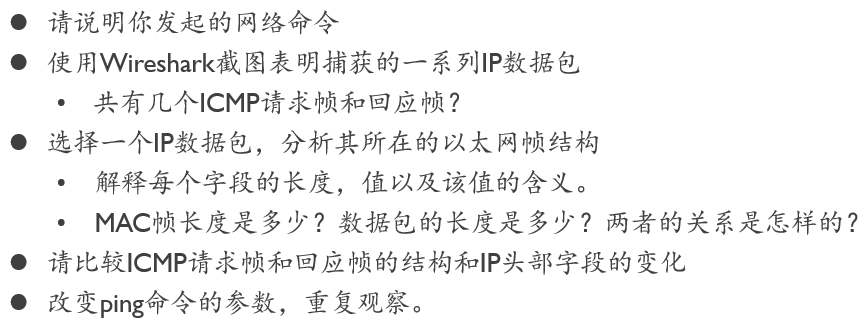 ● 请说明你发起的网络命令
● 使用Wireshark截图表明捕获的一系列IP数据包
• 共有几个ICMP请求帧和回应帧？
● 选择一个IP数据包，分析其所在的以太网帧结构
• 解释每个字段的长度，值以及该值的含义。
• MAC帧长度是多少？数据包的长度是多少？两者的关系是怎样的？
● 请比较ICMP请求帧和回应帧的结构和IP头部字段的变化
● 改变ping命令的参数，重复观察。